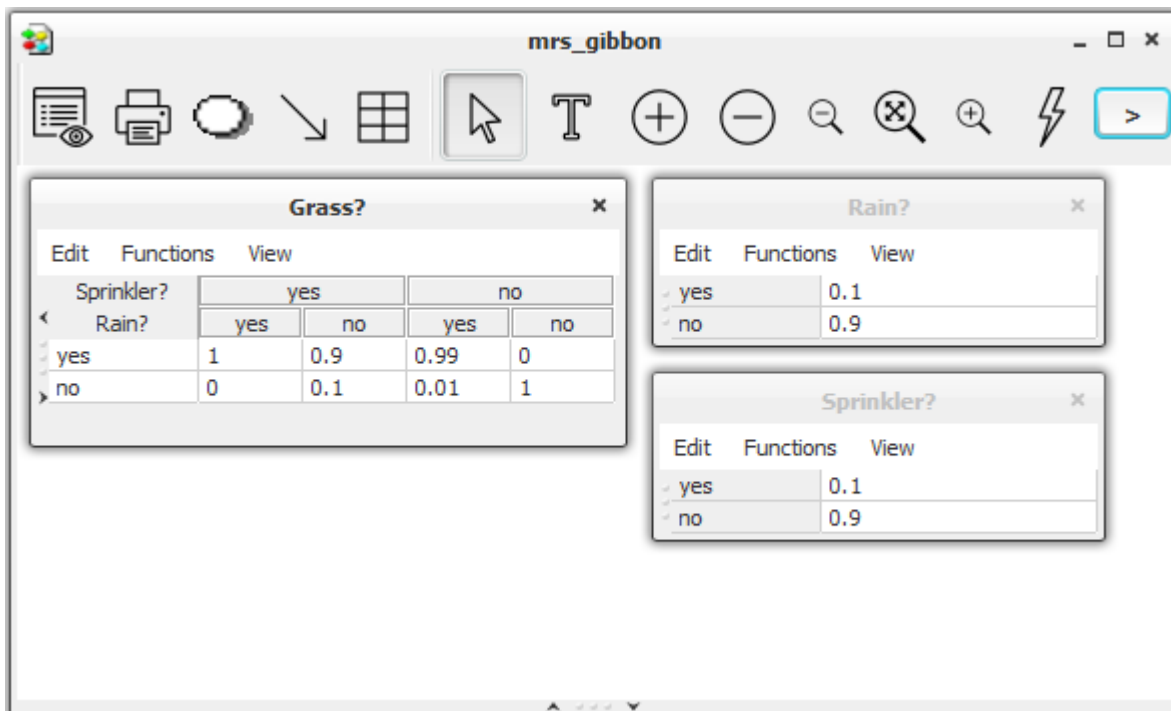 mrs_gibbon
T
>
Grass?
Edit Functions View
Sprinkler? yes no
Rain? yes no yes no
yes 1 0.9 0.99 0
no 0 0.1 0.01 1
Rain?
Edit Functions View
yes 0.1
no 0.9
Sprinkler?
Edit Functions View
yes 0.1
no 0.9